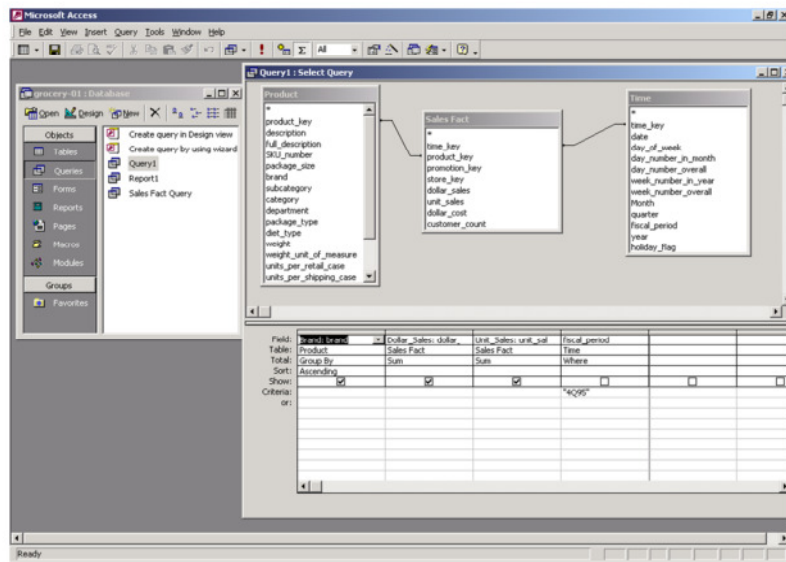 Microsoft Access
File Edit View Insert Query Tools Window Help
All
grocery-01 : Database
Open Design New
Objects
Tables
Queries
Forms
Reports
Pages
Macros
Modules
Groups
Favorites
Create query in Design view
Create query by using wizard
Query1
Report1
Sales Fact Query
Query1 : Select Query
Product
*
product_key
description
full_description
SKU_number
package_size
brand
subcategory
category
department
package_type
diet_type
weight
weight_unit_of_measure
units_per_retail_case
units_per_shipping_case
Sales Fact
*
time_key
product_key
promotion_key
store_key
dollar_sales
unit_sales
dollar_cost
customer_count
Time
*
time_key
date
day_of_week
day_number_in_month
day_number_overall
week_number_in_year
week_number_overall
Month
quarter
fiscal_period
year
holiday_flag
Field: Brand: brand Dollar_Sales: dollar_ Unit_Sales: unit_sal fiscal_period
Table: Product Sales Fact Sales Fact Time
Total: Group By Sum Sum Where
Sort: Ascending
Show:
Criteria: "4Q95"
or:
Ready